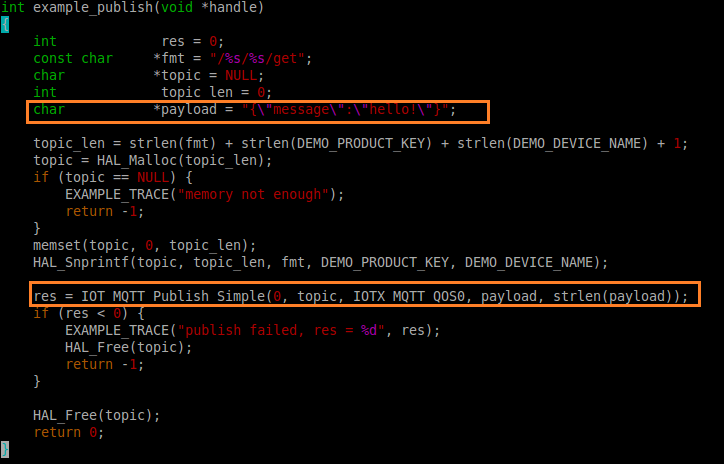 int example_publish(void *handle)
{
    int             res = 0;
    const char     *fmt = "/%s/%s/get";
    char           *topic = NULL;
    int             topic_len = 0;
    char           *payload = "{\"message\":\"hello!\"}";
    topic_len = strlen(fmt) + strlen(DEMO_PRODUCT_KEY) + strlen(DEMO_DEVICE_NAME) + 1;
    topic = HAL_Malloc(topic_len);
    if (topic == NULL) {
        EXAMPLE_TRACE("memory not enough");
        return -1;
    }
    memset(topic, 0, topic_len);
    HAL_Snprintf(topic, topic_len, fmt, DEMO_PRODUCT_KEY, DEMO_DEVICE_NAME);
    res = IOT_MQTT_Publish_Simple(0, topic, IOTX_MQTT_QOS0, payload, strlen(payload));
    if (res < 0) {
        EXAMPLE_TRACE("publish failed, res = %d", res);
        HAL_Free(topic);
        return -1;
    }
    HAL_Free(topic);
    return 0;
}